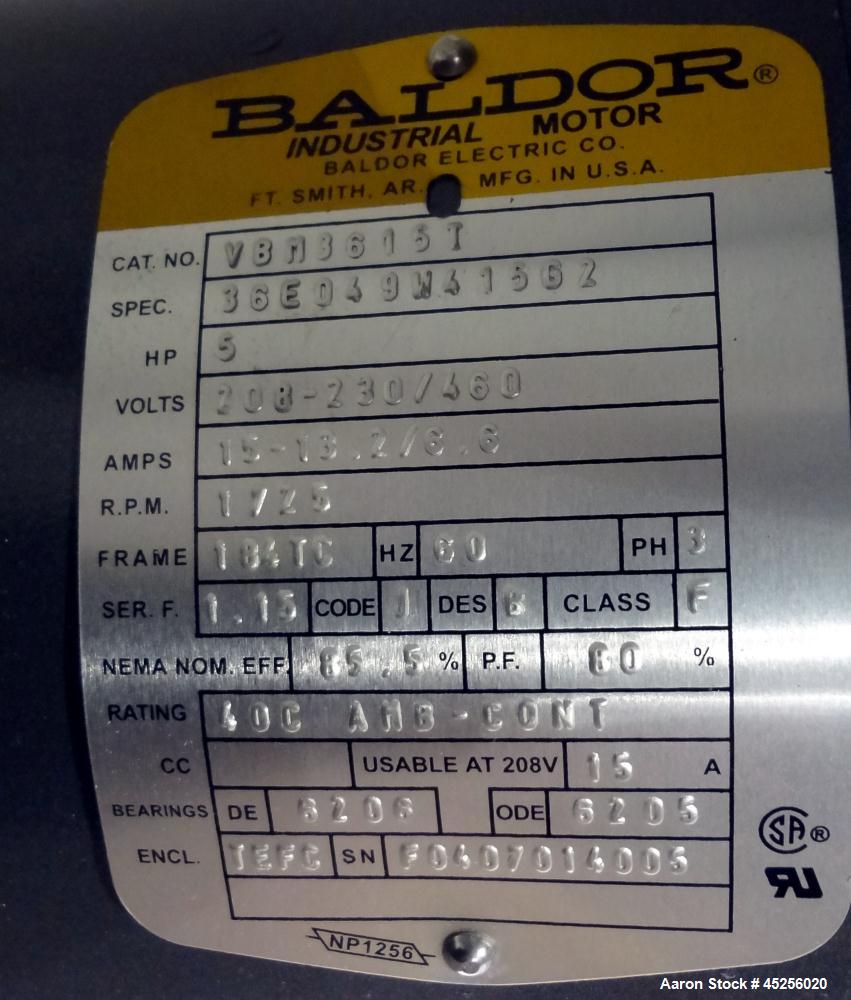 BALDOR®
INDUSTRIAL MOTOR
BALDOR ELECTRIC CO.
FT. SMITH, AR. MFG. IN U.S.A.
CAT. NO. VBM3615T
SPEC. 36E049W415G2
HP 5
VOLTS 208-230/460
AMPS 15-13.2/6.6
R.P.M. 1725
FRAME 184TC HZ 60 PH 3
SER. F. 1.15 CODE J DES B CLASS F
NEMA NOM. EFF. 85.5 % P.F. 80 %
RATING 40C AMB-CONT
CC USABLE AT 208V 15 A
BEARINGS DE 6206 ODE 6205
ENCL. TEFC SN F0407014005
SA®
RU
NP1256
Aaron Stock # 45256020